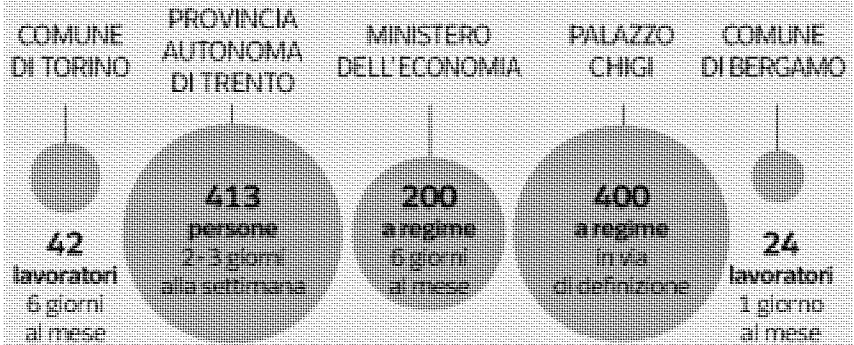 COMUNE
DI TORINO
PROVINCIA
AUTONOMA
DI TRENTO
MINISTERO
DELL'ECONOMIA
PALAZZO
CHIGI
COMUNE
DI BERGAMO
42
lavoratori
6 giorni
al mese
413
persone
2-3 giorni
alla settimana
200
a regime
6 giorni
al mese
400
a regime
in via
di definizione
24
lavoratori
1 giorno
al mese